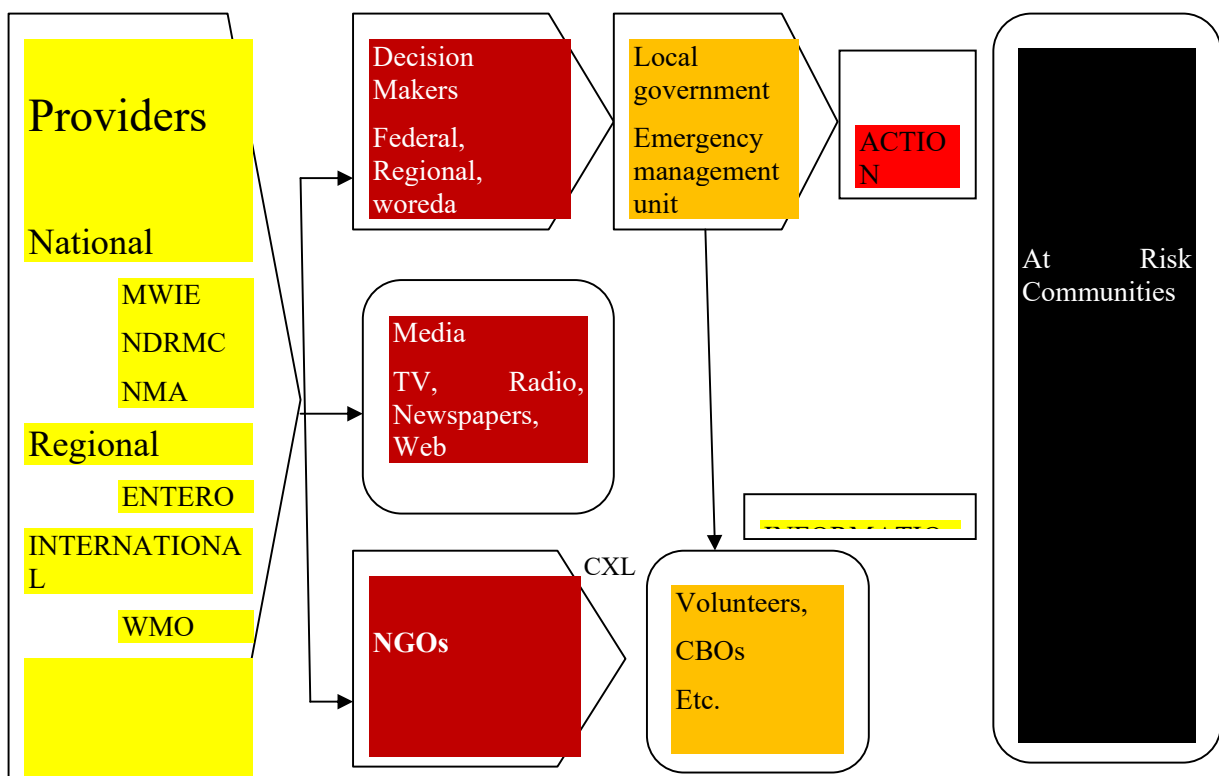 Providers
National
MWIE
NDRMC
NMA
Regional
ENTERO
INTERNATIONA
L
WMO
Decision
Makers
Federal,
Regional,
woreda
Local
government
Emergency
management
unit
ACTIO
N
Media
TV, Radio,
Newspapers,
Web
INFORMATIO
NGOs
CXL
Volunteers,
CBOs
Etc.
At Risk
Communities